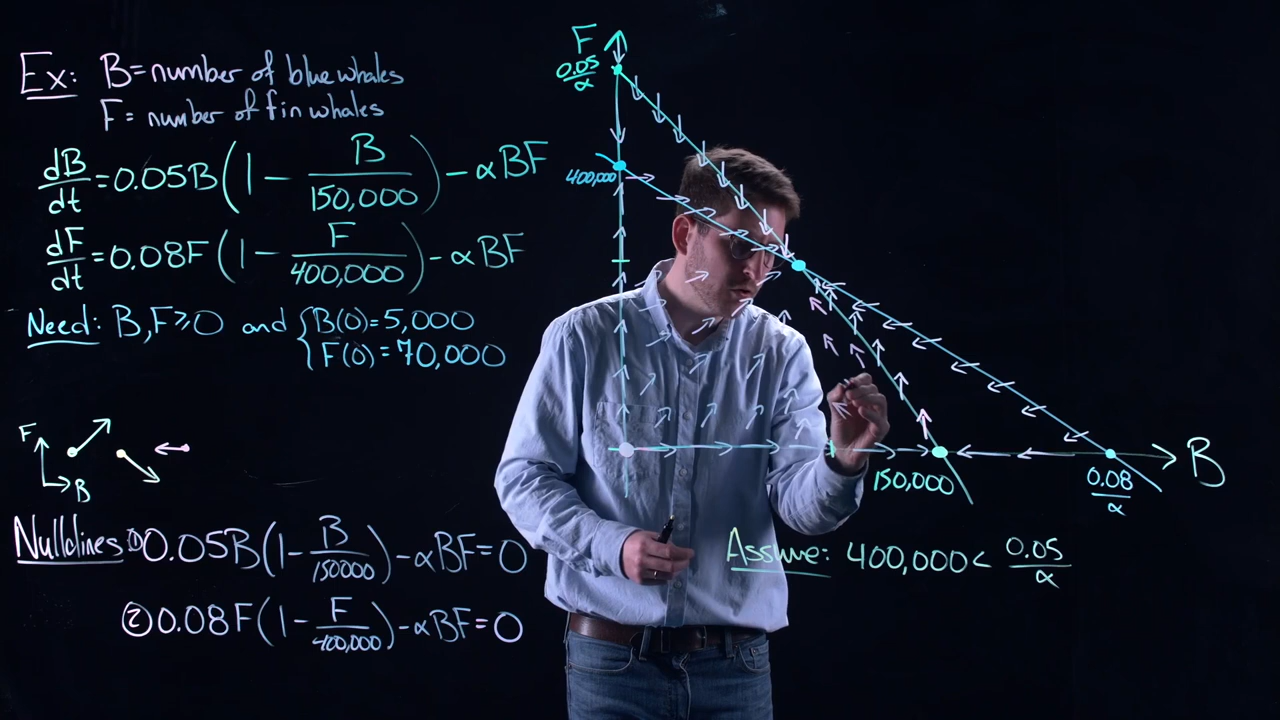 Ex: B = number of blue whales
F = number of fin whales
dB/dt = 0.05B(1 - B/150,000) - αBF
dF/dt = 0.08F(1 - F/400,000) - αBF
Need: B, F ≥ 0 and { B(0) = 5,000
{ F(0) = 70,000
F
B
Nullclines: ① 0.05B(1 - B/150000) - αBF = 0
② 0.08F(1 - F/400,000) - αBF = 0
F
0.05/α
400,000
150,000
0.08/α
B
Assume: 400,000 < 0.05/α